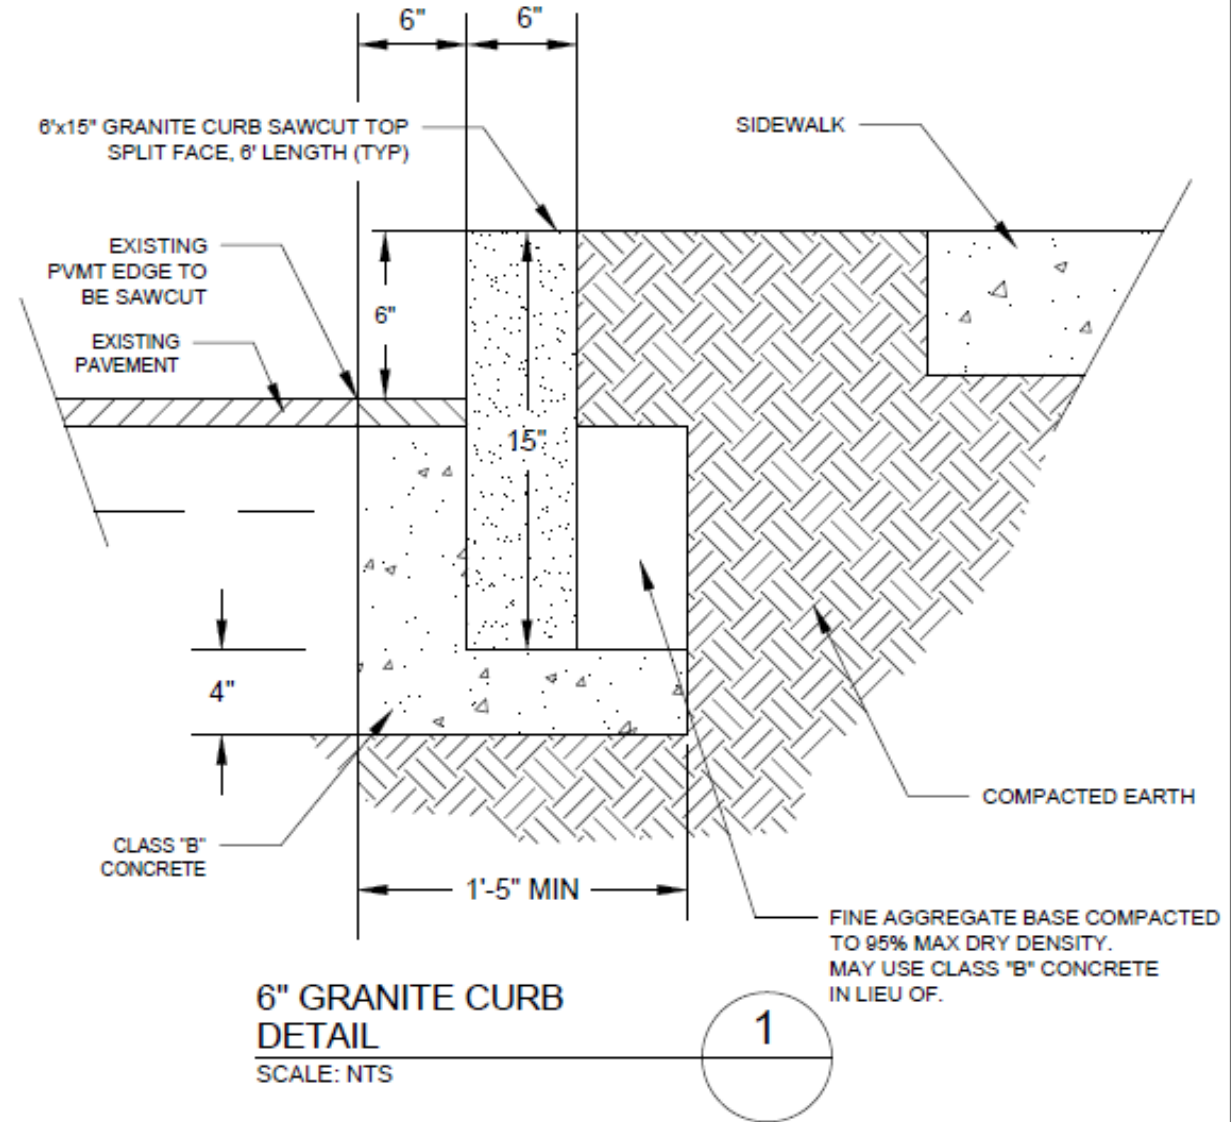 6" 6"
6'x15" GRANITE CURB SAWCUT TOP
SPLIT FACE, 6' LENGTH (TYP)
SIDEWALK
EXISTING
PVMT EDGE TO
BE SAWCUT
6"
EXISTING
PAVEMENT
15"
4"
COMPACTED EARTH
CLASS "B"
CONCRETE
1'-5" MIN
FINE AGGREGATE BASE COMPACTED
TO 95% MAX DRY DENSITY.
MAY USE CLASS "B" CONCRETE
IN LIEU OF.
6" GRANITE CURB
DETAIL
1
SCALE: NTS